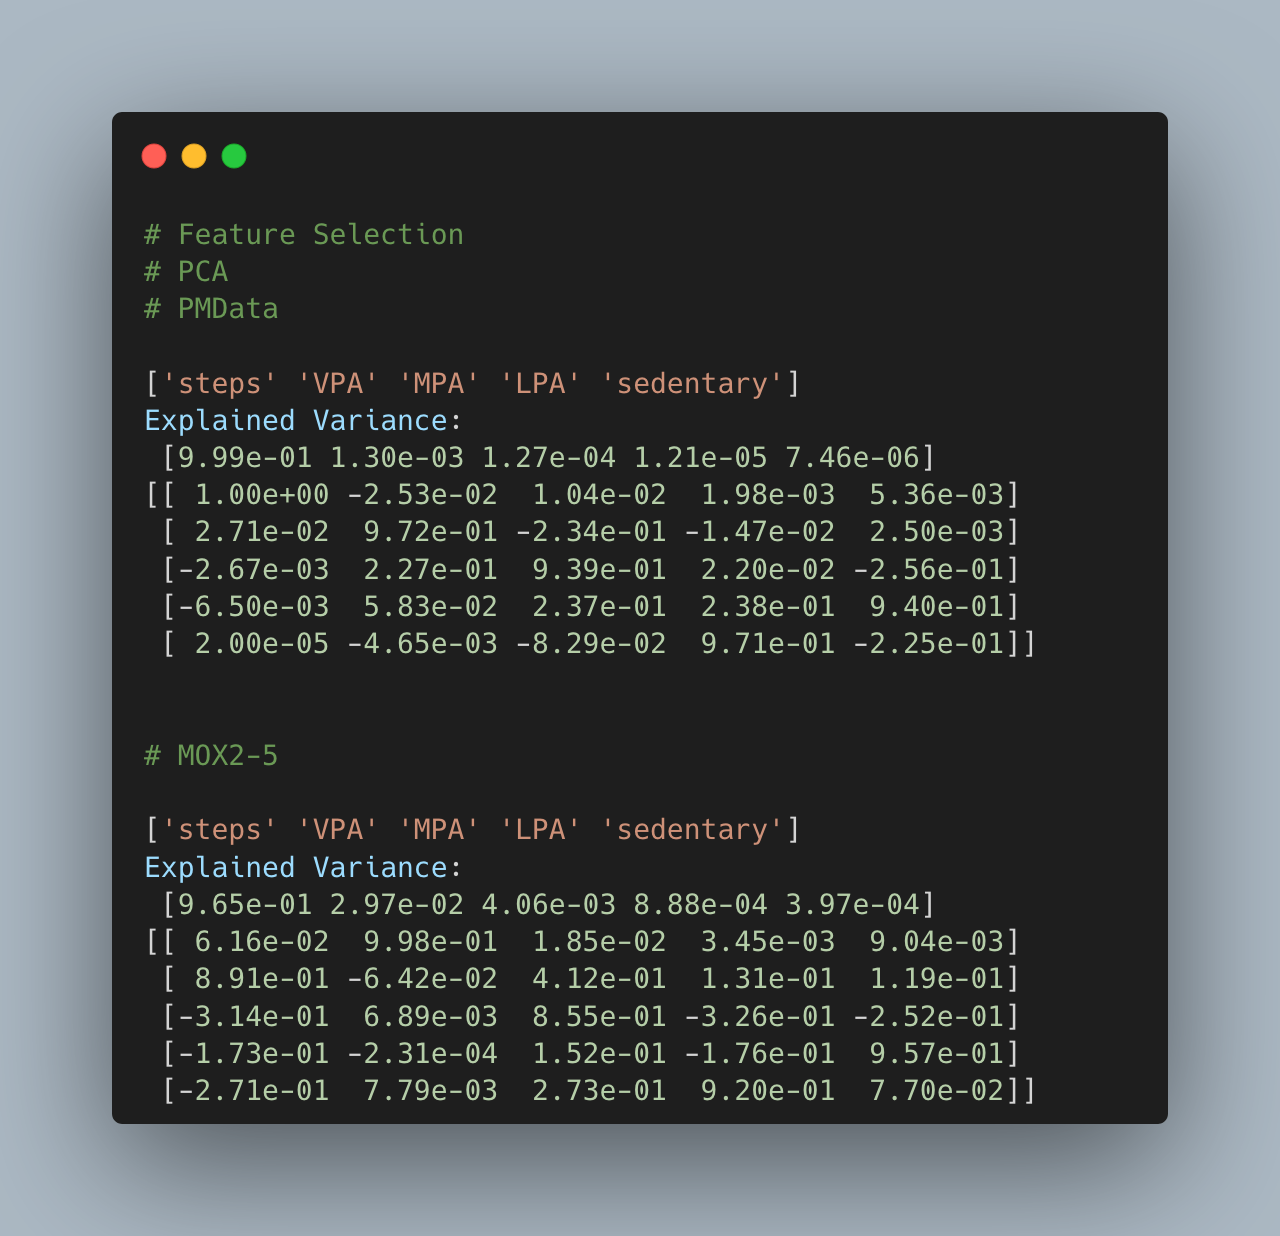 # Feature Selection
# PCA
# PMData
['steps' 'VPA' 'MPA' 'LPA' 'sedentary']
Explained Variance:
[9.99e-01 1.30e-03 1.27e-04 1.21e-05 7.46e-06]
[[ 1.00e+00 -2.53e-02  1.04e-02  1.98e-03  5.36e-03]
[ 2.71e-02  9.72e-01 -2.34e-01 -1.47e-02  2.50e-03]
[-2.67e-03  2.27e-01  9.39e-01  2.20e-02 -2.56e-01]
[-6.50e-03  5.83e-02  2.37e-01  2.38e-01  9.40e-01]
[ 2.00e-05 -4.65e-03 -8.29e-02  9.71e-01 -2.25e-01]]
# MOX2-5
['steps' 'VPA' 'MPA' 'LPA' 'sedentary']
Explained Variance:
[9.65e-01 2.97e-02 4.06e-03 8.88e-04 3.97e-04]
[[ 6.16e-02  9.98e-01  1.85e-02  3.45e-03  9.04e-03]
[ 8.91e-01 -6.42e-02  4.12e-01  1.31e-01  1.19e-01]
[-3.14e-01  6.89e-03  8.55e-01 -3.26e-01 -2.52e-01]
[-1.73e-01 -2.31e-04  1.52e-01 -1.76e-01  9.57e-01]
[-2.71e-01  7.79e-03  2.73e-01  9.20e-01  7.70e-02]]